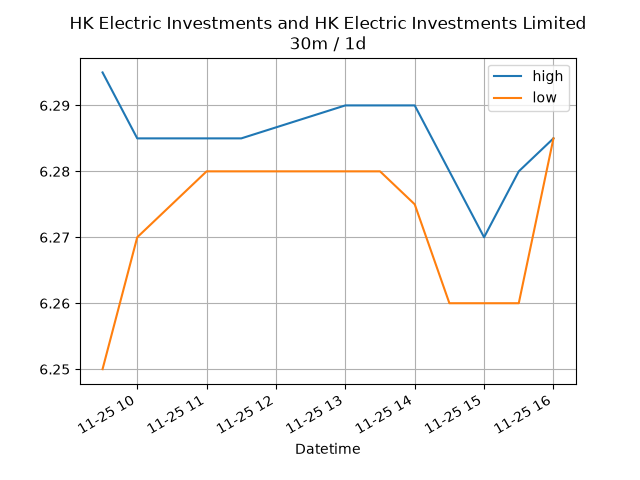 HK Electric Investments and HK Electric Investments Limited
30m / 1d
high
low
6.29
6.28
6.27
6.26
6.25
11-25 10
11-25 11
11-25 12
11-25 13
11-25 14
11-25 15
11-25 16
Datetime